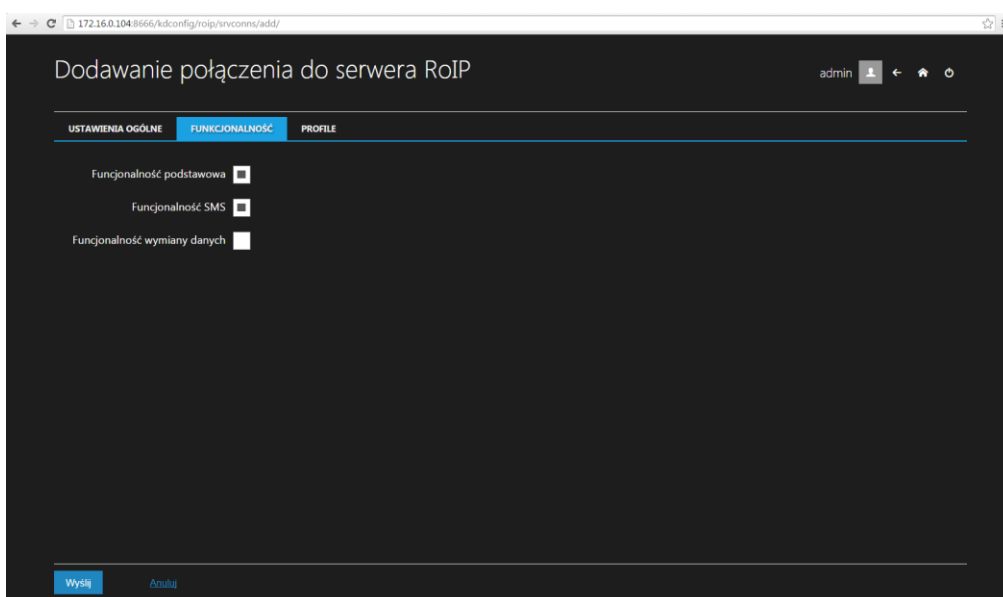 172.16.0.104:8666/kdconfig/roip/srvconns/add/
Dodawanie połączenia do serwera RoIP
admin
USTAWIENIA OGÓLNE FUNKCJONALNOŚĆ PROFILE
Funcjonalność podstawowa
Funcjonalność SMS
Funcjonalność wymiany danych
Wyślij Anuluj